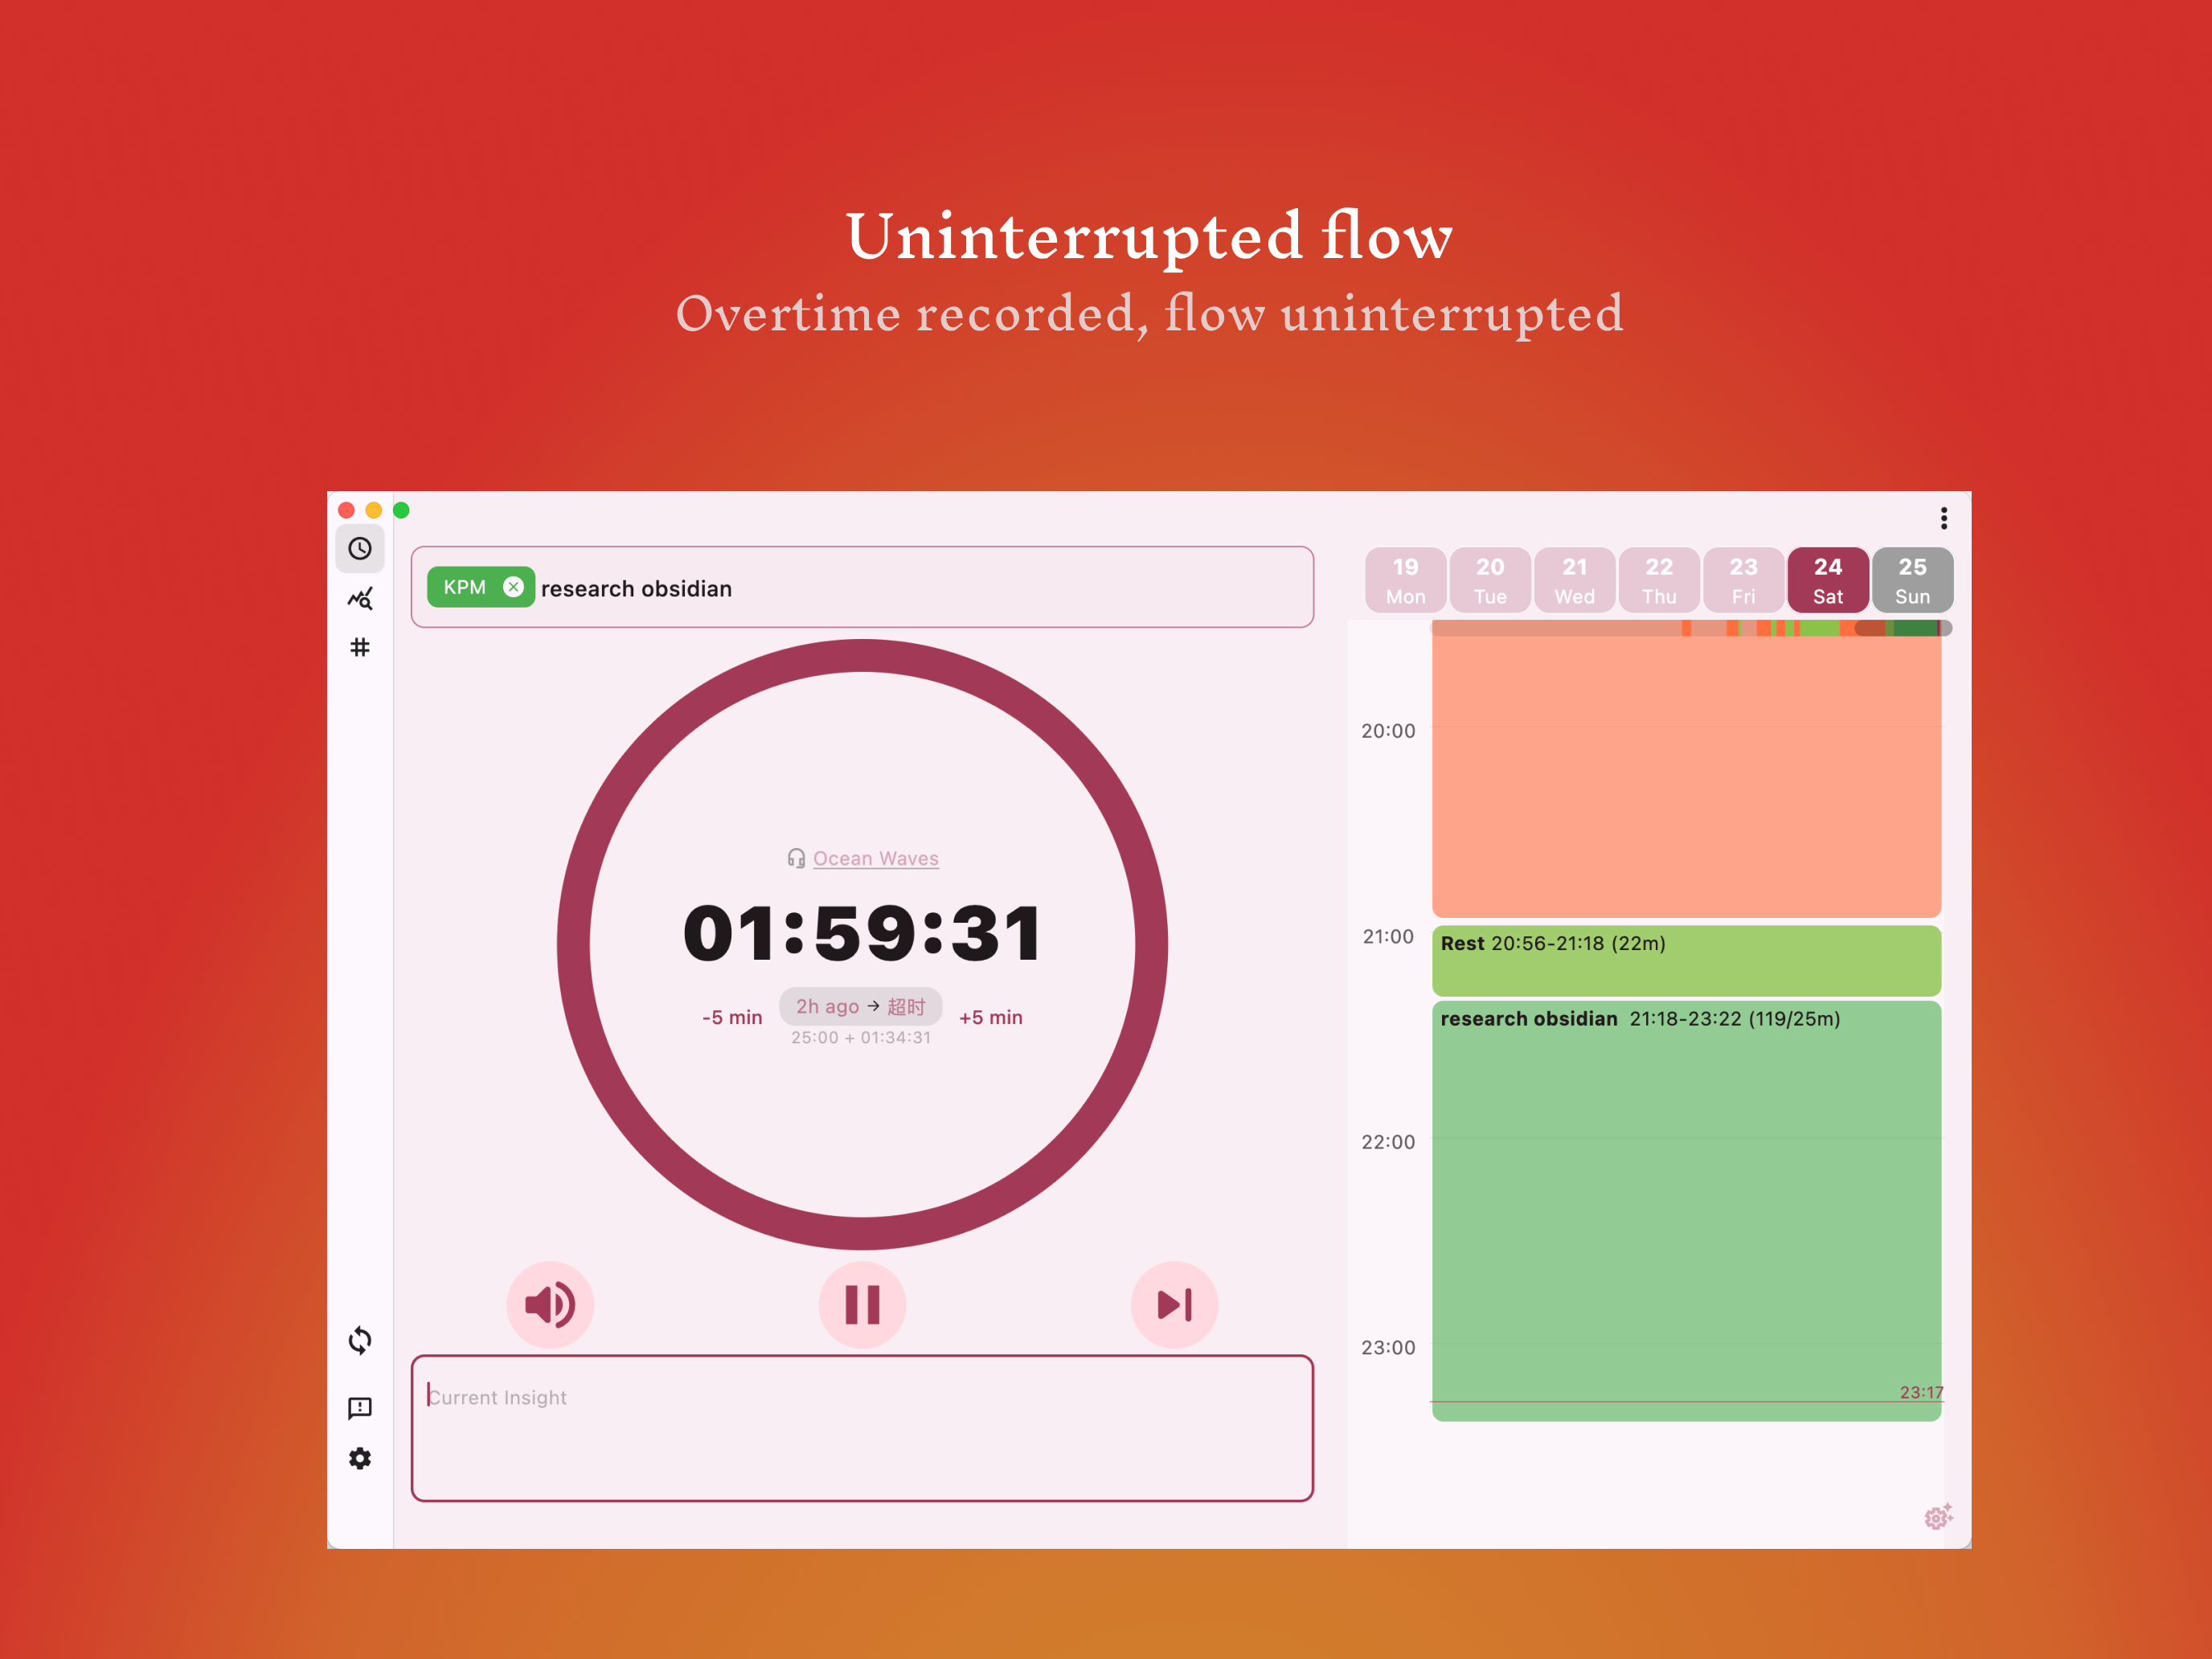 Uninterrupted flow
Overtime recorded, flow uninterrupted
KPM research obsidian
Ocean Waves
01:59:31
-5 min
2h ago → 超时
+5 min
25:00 + 01:34:31
Current Insight
19 20 21 22 23 24 25
Mon Tue Wed Thu Fri Sat Sun
20:00
21:00
Rest 20:56-21:18 (22m)
research obsidian 21:18-23:22 (119/25m)
22:00
23:00
23:17